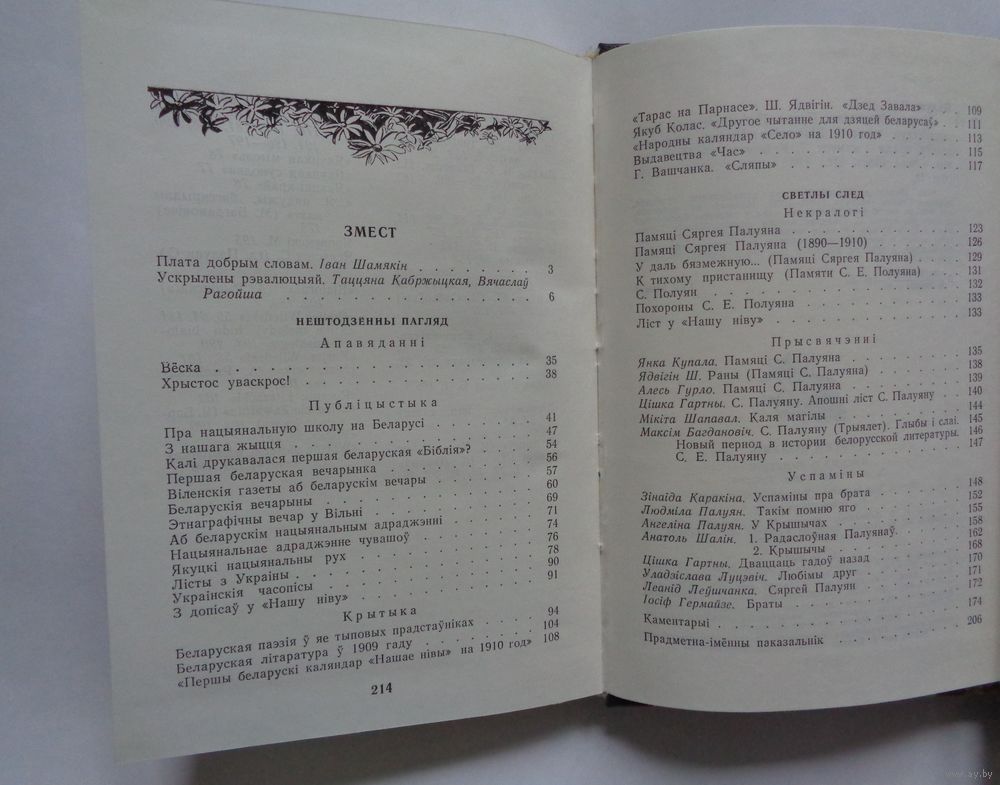 ЗМЕСТ
Плата добрым словам. Іван Шамякін . . . . . . . 3
Ускрылены рэвалюцыяй. Таццяна Кабржыцкая, Вячаслаў
Рагойша . . . . . . . . . . . . . 6
НЕШТОДЗЁННЫ ПАГЛЯД
Апавяданні
Вёска . . . . . . . . . . . . . . . . . 35
Хрыстос уваскрос! . . . . . . . . . . . . . 38
Публіцыстыка
Пра нацыянальную школу на Беларусі . . . . . . 41
З нашага жыцця . . . . . . . . . . . . . 47
Калі друкавалася першая беларуская «Біблія»? . . . . 54
Першая беларуская вечарынка . . . . . . . . 56
Віленскія газеты аб беларускім вечары . . . . . . 57
Беларускія вечарыны . . . . . . . . . . . 60
Этнаграфічны вечар у Вільні . . . . . . . . . 69
Аб беларускім нацыянальным адраджэнні . . . . . 71
Нацыянальнае адраджэнне чувашоў . . . . . . . 74
Якуцкі нацыянальны рух . . . . . . . . . . 76
Лісты з Украіны . . . . . . . . . . . . . 78
Украінскія часопісы . . . . . . . . . . . . 90
З допісаў у «Нашу ніву» . . . . . . . . . . 91
Крытыка
Беларуская паэзія ў яе тыповых прадстаўніках . . . . 94
Беларуская літаратура ў 1909 гаду . . . . . . . 104
«Першы беларускі каляндар «Нашае нівы» на 1910 год» 108
214
«Тарас на Парнасе». Ш. Ядвігін. «Дзед Завала» . . . 109
Якуб Колас. «Другое чытанне для дзяцей беларусаў» . . 111
«Народны каляндар «Село» на 1910 год» . . . . . 113
Выдавецтва «Час» . . . . . . . . . . . . 115
Г. Вашчанка. «Сляпы» . . . . . . . . . . . 117
СВЕТЛЫ СЛЕД
Некралогі
Памяці Сяргея Палуяна . . . . . . . . . . 123
Памяці Сяргея Палуяна (1890—1910) . . . . . . 126
У даль бязмежную... (Памяці Сяргея Палуяна) . . . . 129
К тихому пристанищу (Памяти С. Е. Полуяна) . . . . 131
С. Полуян . . . . . . . . . . . . . . . 132
Похороны С. Е. Полуяна . . . . . . . . . . 133
Ліст у «Нашу ніву» . . . . . . . . . . . . 133
Прысвячэнні
Янка Купала. Памяці С. Палуяна . . . . . . . 135
Ядвігін Ш. Раны (Памяці С. Палуяна) . . . . . . 138
Алесь Гурло. Памяці С. Палуяна . . . . . . . 139
Цішка Гартны. С. Палуяну. Апошні ліст С. Палуяну . . 140
Мікіта Шапавал. Каля магілы . . . . . . . . 144
Максім Багдановіч. С. Палуяну (Трыялет). Глыбы і слаі. 145
Новый период в истории белорусской литературы. 146
С. Е. Палуяну . . . . . . . . . . . . 147
Успаміны
Зінаіда Каракіна. Успаміны пра брата . . . . . . 148
Людміла Палуян. Такім помню яго . . . . . . . 152
Ангеліна Палуян. У Крышычах . . . . . . . . 155
Анатоль Шалін. 1. Радаслоўная Палуянаў. . . . . 158
2. Крышычы . . . . . . . . 162
Цішка Гартны. Дваццаць гадоў назад . . . . . . 168
Уладзіслава Луцэвіч. Любімы друг . . . . . . . 170
Леанід Леўшчанка. Сяргей Палуян . . . . . . . 171
Іосіф Гермайзе. Браты . . . . . . . . . . . 172
Каментарыі . . . . . . . . . . . . . . . 174
Прадметна-іменны паказальнік . . . . . . . . 206
www.ay.by